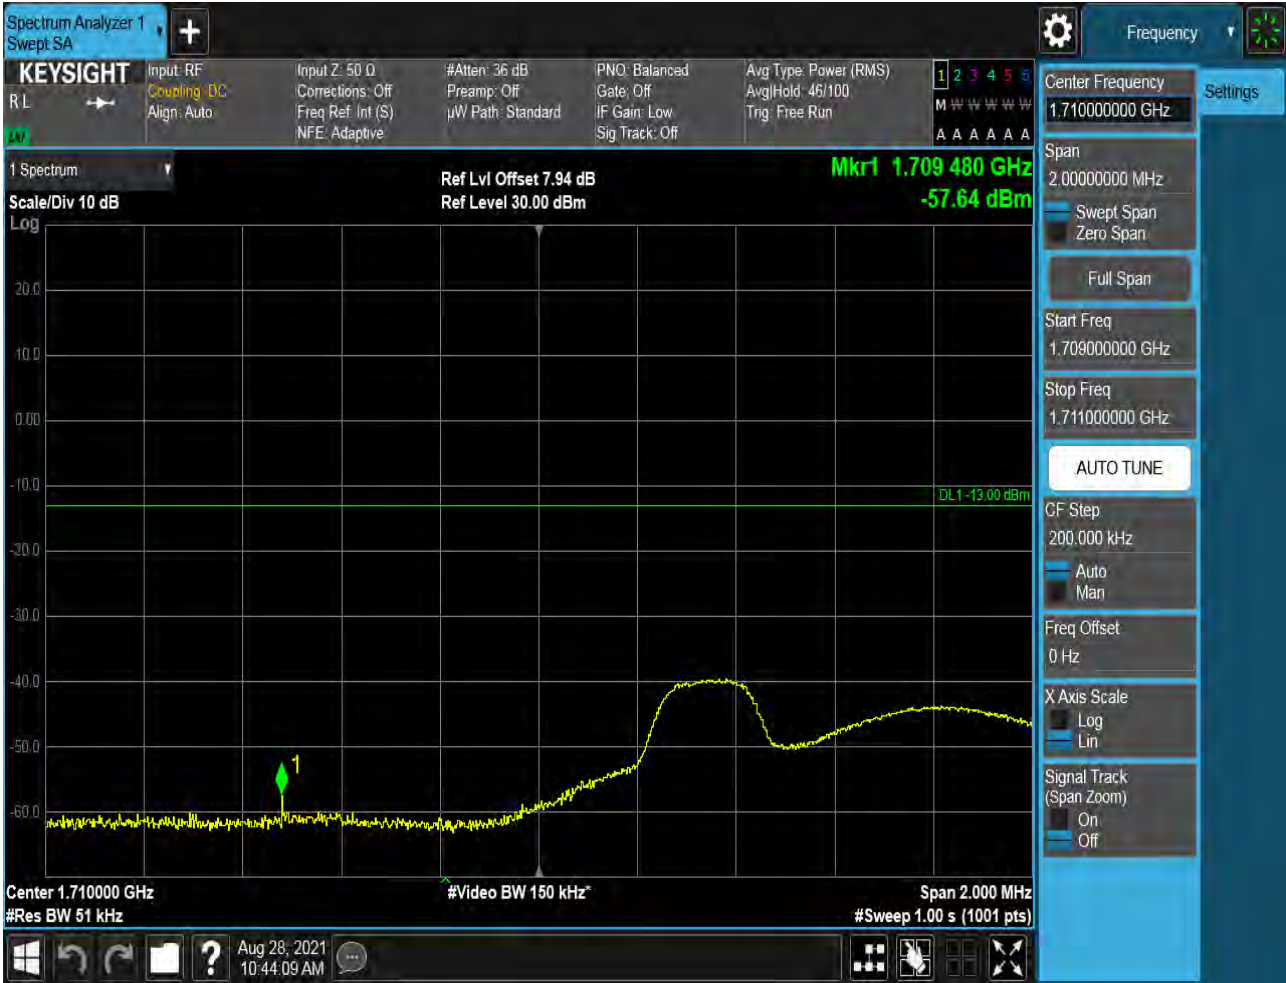 Spectrum Analyzer 1
Swept SA
Frequency
KEYSIGHT
R L
Input: RF
Coupling: DC
Align: Auto
Input Z: 50 Ω
Corrections: Off
Freq Ref: Int (S)
NFE: Adaptive
#Atten: 36 dB
Preamp: Off
µW Path: Standard
PNO: Balanced
Gate: Off
IF Gain: Low
Sig Track: Off
Avg Type: Power (RMS)
Avg|Hold: 46/100
Trig: Free Run
1 2 3 4 5 6
M W W W W W
A A A A A A
Center Frequency
1.710000000 GHz
Settings
1 Spectrum
Scale/Div 10 dB
Log
Ref Lvl Offset 7.94 dB
Ref Level 30.00 dBm
Mkr1 1.709 480 GHz
-57.64 dBm
20.0
10.0
0.00
-10.0
-20.0
-30.0
-40.0
-50.0
-60.0
DL1 -13.00 dBm
1
Span
2.00000000 MHz
Swept Span
Zero Span
Full Span
Start Freq
1.709000000 GHz
Stop Freq
1.711000000 GHz
AUTO TUNE
CF Step
200.000 kHz
Auto
Man
Freq Offset
0 Hz
X Axis Scale
Log
Lin
Signal Track
(Span Zoom)
On
Off
Center 1.710000 GHz
#Res BW 51 kHz
#Video BW 150 kHz*
Span 2.000 MHz
#Sweep 1.00 s (1001 pts)
Aug 28, 2021
10:44:09 AM